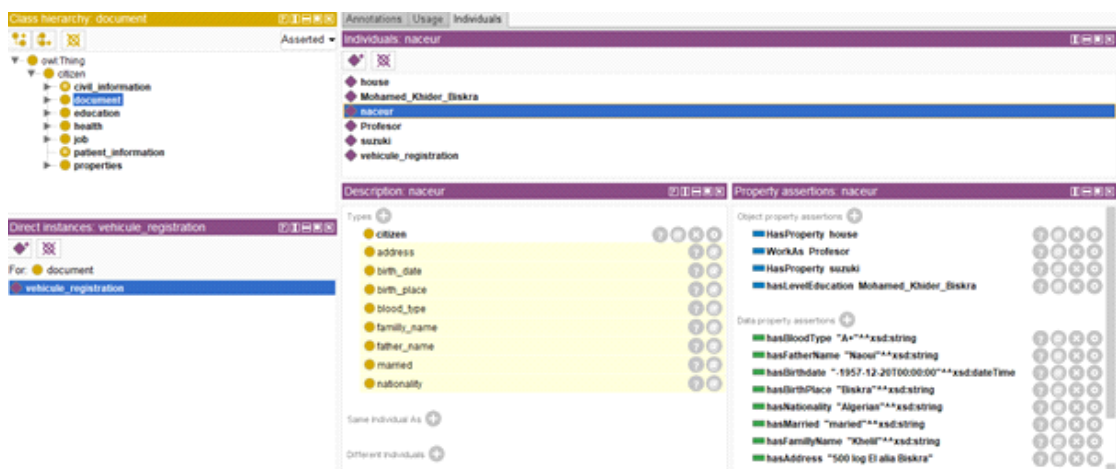 Class hierarchy: document
Asserted
owl:Thing
citizen
civil_information
document
education
health
job
patient_information
properties
Direct instances: vehicule_registration
For: document
vehicule_registration
Annotations Usage Individuals
Individuals: naceur
house
Mohamed_Khider_Biskra
naceur
Profesor
suzuki
vehicule_registration
Description: naceur
Types
citizen
address
birth_date
birth_place
blood_type
familly_name
father_name
married
nationality
Same Individual As
Different Individuals
Property assertions: naceur
Object property assertions
HasProperty house
WorkAs Profesor
HasProperty suzuki
hasLevelEducation Mohamed_Khider_Biskra
Data property assertions
hasBloodType "A+"^^xsd:string
hasFatherName "Naoui"^^xsd:string
hasBirthdate "-1957-12-20T00:00:00"^^xsd:dateTime
hasBirthPlace "Biskra"^^xsd:string
hasNationality "Algerian"^^xsd:string
hasMarried "maried"^^xsd:string
hasFamillyName "Khelil"^^xsd:string
hasAddress "500 log El alia Biskra"